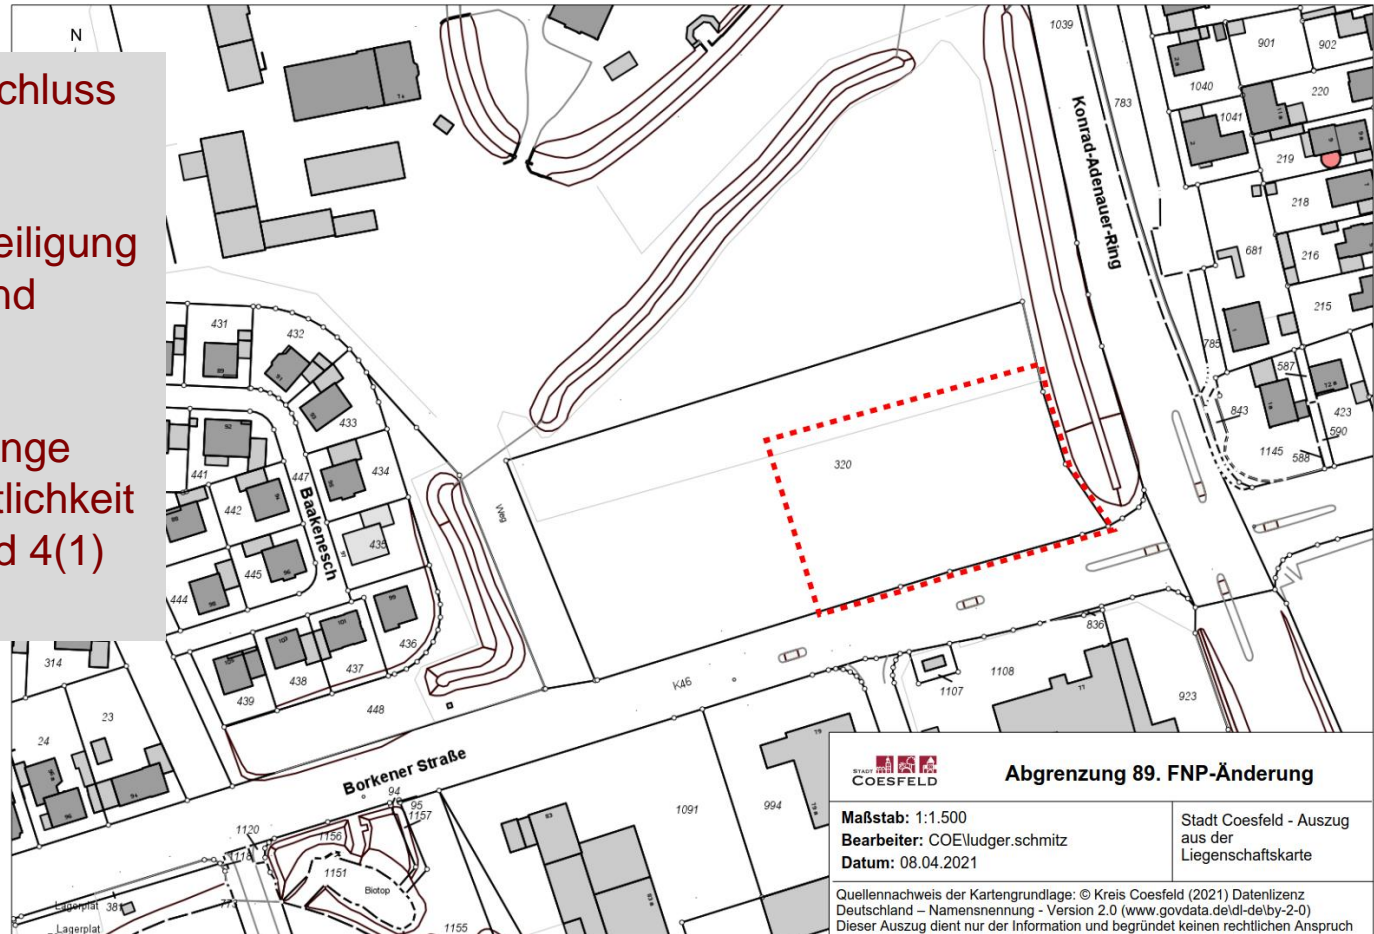 N
chluss
eiligung
nd
nge
tlichkeit
d 4(1)
1039
901
902
1040
783
220
1041
219
218
681
216
215
785
587
843
423
590
1145
588
Konrad-Adenauer-Ring
431
432
433
434
441
447
442
435
445
444
436
437
438
439
448
Baakenesch
Weg
320
314
23
24
K46
Borkener Straße
836
1107
1108
923
77
79
94
95
1157
1091
994
1120
1118
1156
1151
Biotop
773
1155
Lagerplat
381
Lagerplat
STADT
COESFELD
Abgrenzung 89. FNP-Änderung
Maßstab: 1:1.500
Bearbeiter: COE\ludger.schmitz
Datum: 08.04.2021
Stadt Coesfeld - Auszug
aus der
Liegenschaftskarte
Quellennachweis der Kartengrundlage: © Kreis Coesfeld (2021) Datenlizenz
Deutschland – Namensnennung - Version 2.0 (www.govdata.de\dl-de\by-2-0)
Dieser Auszug dient nur der Information und begründet keinen rechtlichen Anspruch